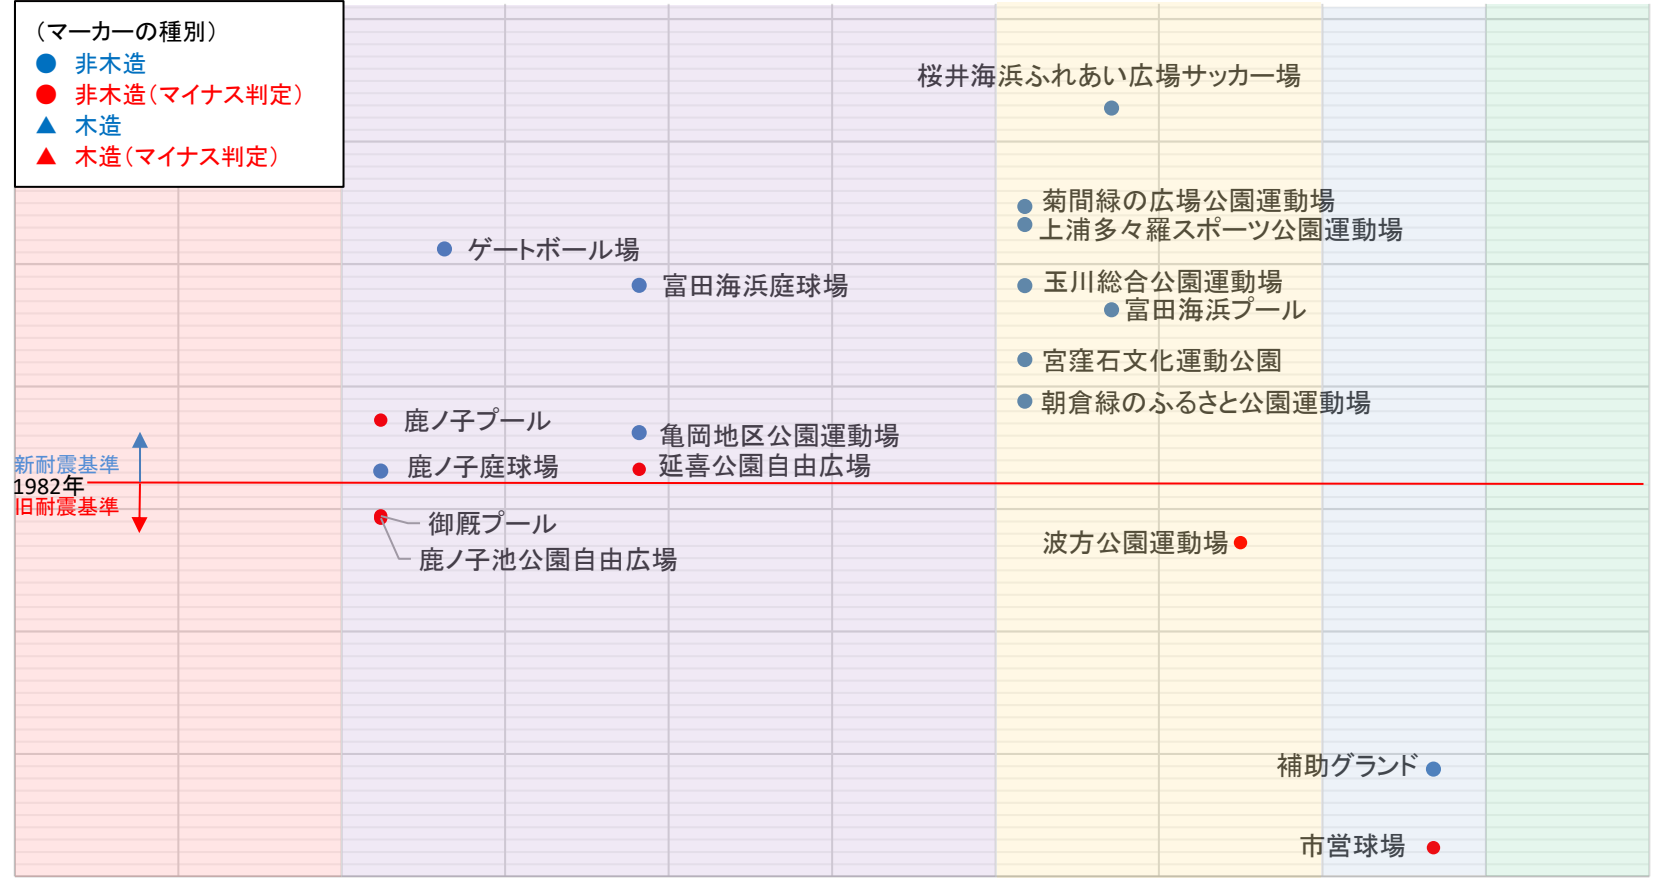 （マーカーの種別）
非木造
非木造（マイナス判定）
木造
木造（マイナス判定）
桜井海浜ふれあい広場サッカー場
菊間緑の広場公園運動場
上浦多々羅スポーツ公園運動場
ゲートボール場
玉川総合公園運動場
富田海浜庭球場
富田海浜プール
宮窪石文化運動公園
朝倉緑のふるさと公園運動場
鹿ノ子プール
亀岡地区公園運動場
鹿ノ子庭球場
延喜公園自由広場
新耐震基準
1982年
旧耐震基準
御厩プール
波方公園運動場
鹿ノ子池公園自由広場
補助グランド
市営球場